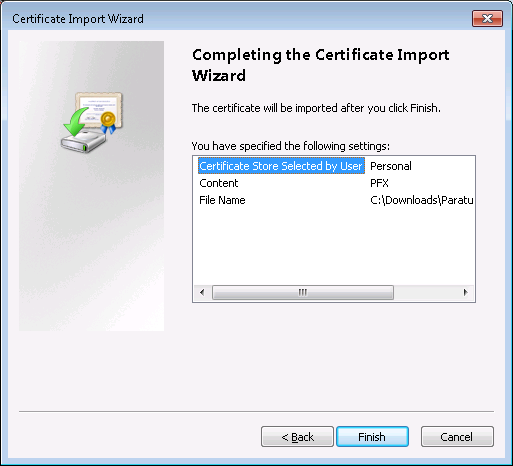 Certificate Import Wizard
Completing the Certificate Import
Wizard
The certificate will be imported after you click Finish.
You have specified the following settings:
Certificate Store Selected by User Personal
Content PFX
File Name C:\Downloads\Paratu
< Back Finish Cancel